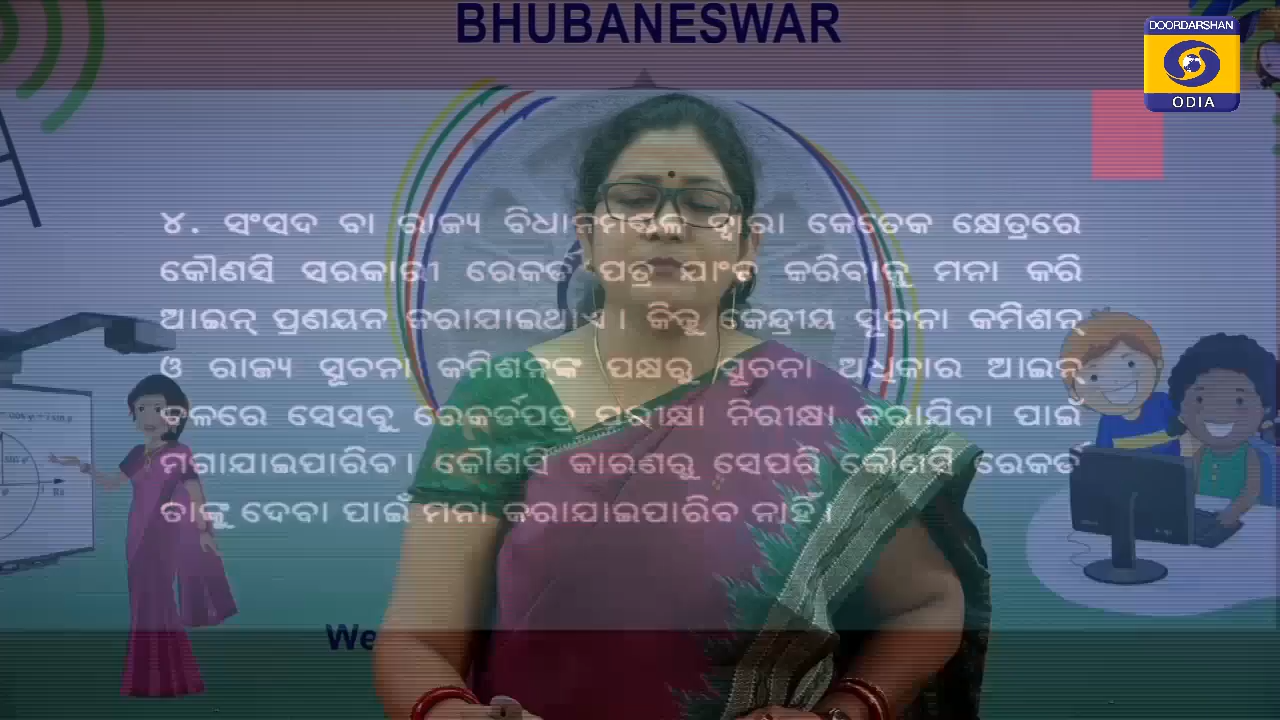 BHUBANESWAR
DOORDARSHAN
ODIA
୪. ସଂସଦ ବା ରାଜ୍ୟ ବିଧାନମଣ୍ଡଳ ଦ୍ୱାରା କେତେକ କ୍ଷେତ୍ରରେ
କୌଣସି ସରକାରୀ ରେକର୍ଡ ପତ୍ର ଯାଂଚ କରିବାକୁ ମନା କରି
ଆଇନ୍ ପ୍ରଣୟନ କରାଯାଇଥାଏ। କିନ୍ତୁ କେନ୍ଦ୍ରୀୟ ସୂଚନା କମିଶନ୍
ଓ ରାଜ୍ୟ ସୂଚନା କମିଶନଙ୍କ ପକ୍ଷରୁ ସୂଚନା ଅଧିକାର ଆଇନ୍
ବଳରେ ସେସବୁ ରେକର୍ଡପତ୍ର ପରୀକ୍ଷା ନିରୀକ୍ଷା କରାଯିବା ପାଇଁ
ମଗାଯାଇପାରିବ। କୌଣସି କାରଣରୁ ସେପରି କୌଣସି ରେକର୍ଡ
ତାଙ୍କୁ ଦେବା ପାଇଁ ମନା କରାଯାଇପାରିବ ନାହିଁ।
We